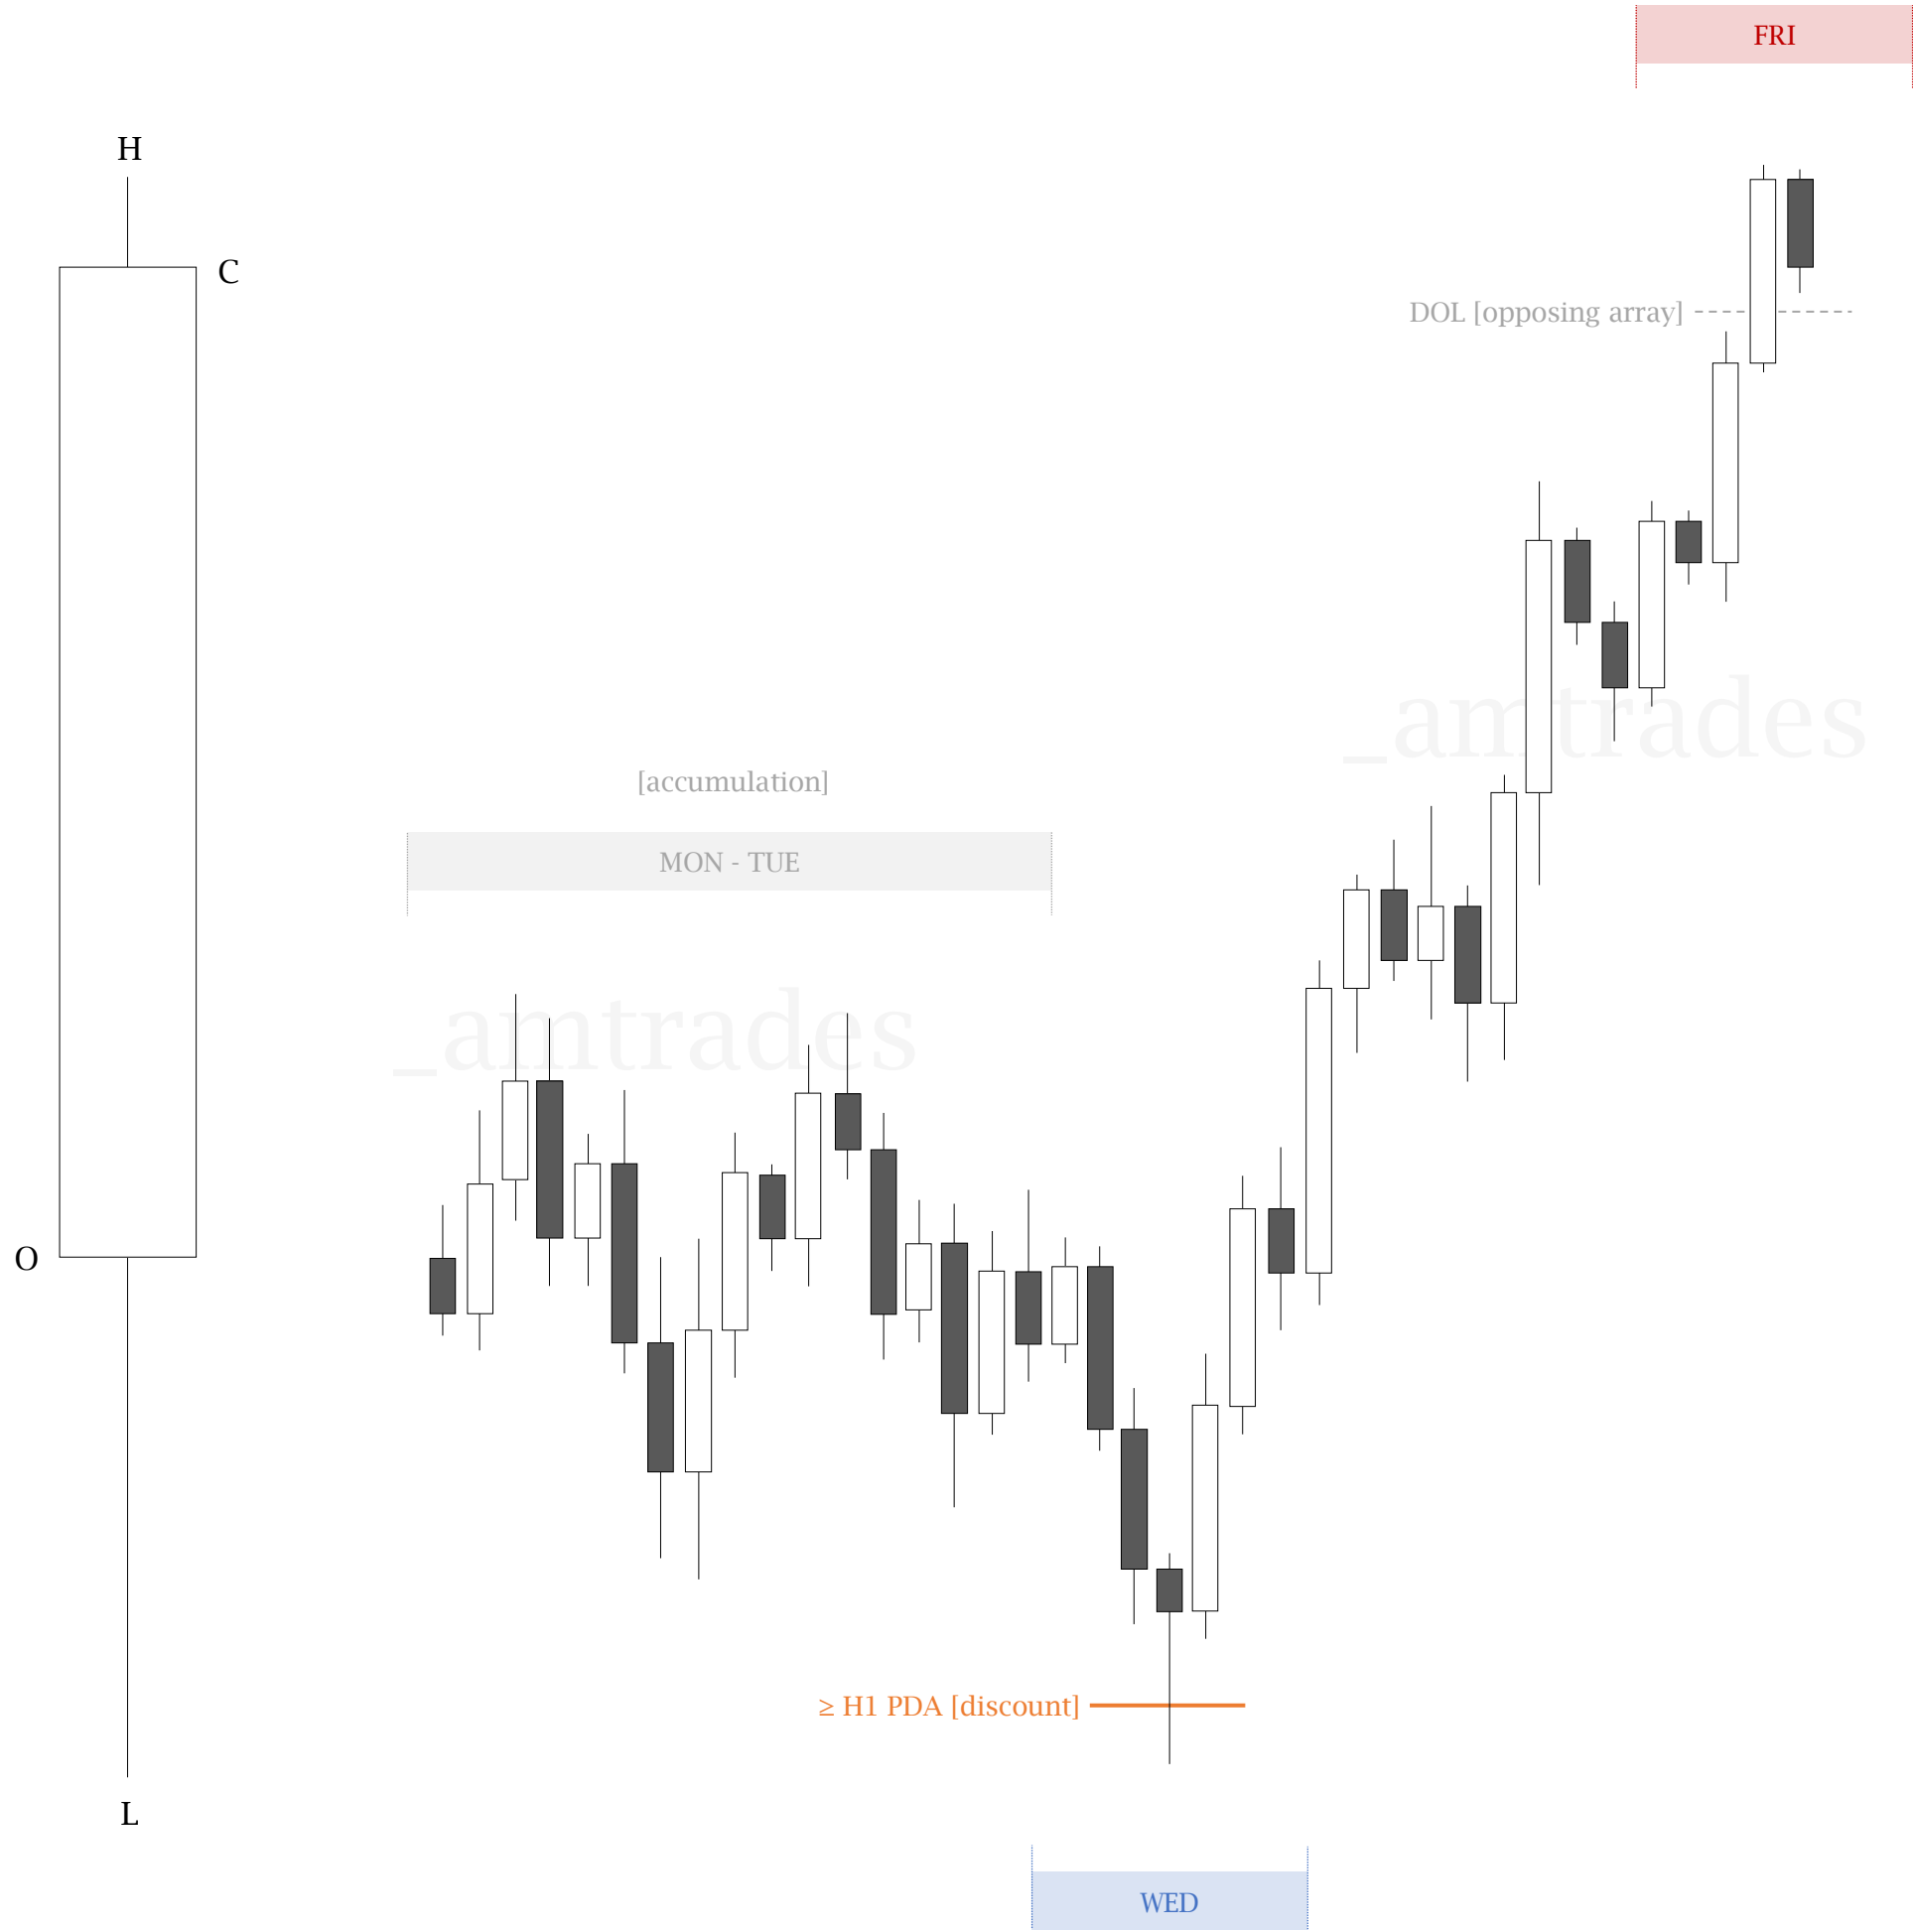 FRI
H
C
DOL [opposing array]
_amtrades
[accumulation]
MON - TUE
_amtrades
O
≥ H1 PDA [discount]
L
WED